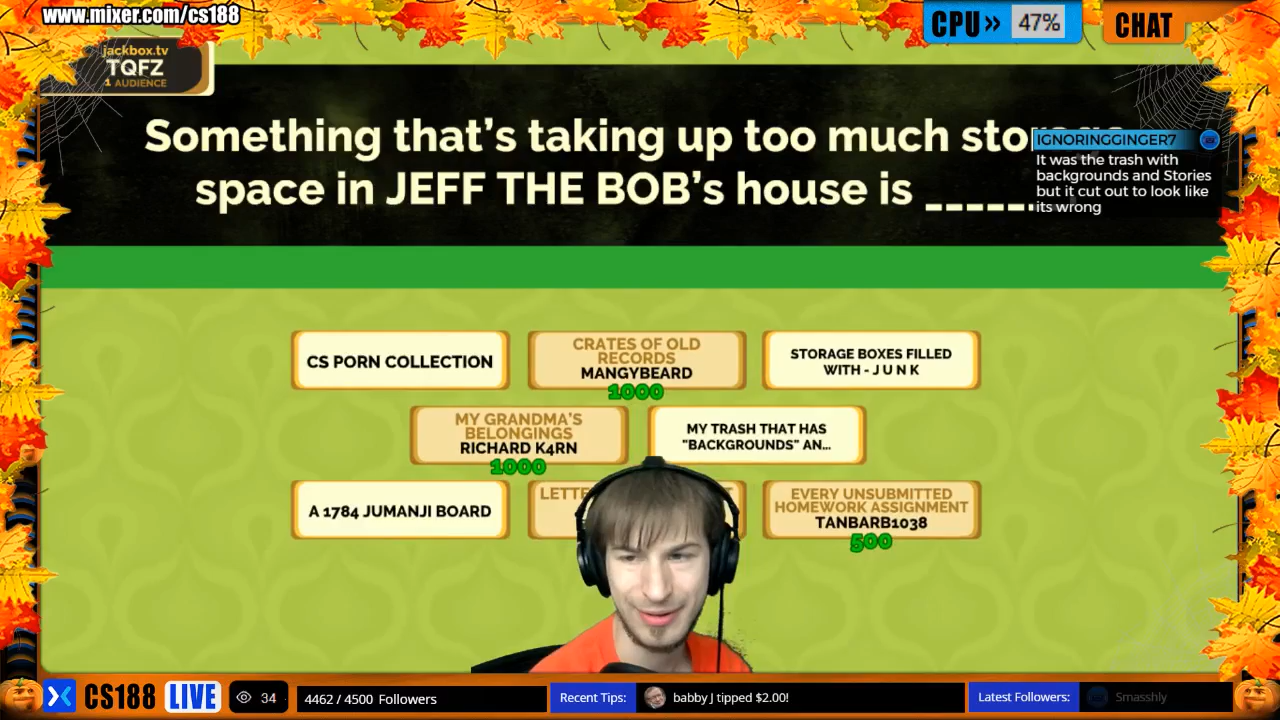 www.mixer.com/cs188
CPU» 47%
CHAT
jackbox.tv
TQFZ
1 AUDIENCE
Something that's taking up too much
space in JEFF THE BOB's house is ______
IGNORINGGINGER7
It was the trash with
backgrounds and Stories
but it cut out to look like
its wrong
CS PORN COLLECTION
CRATES OF OLD
RECORDS
MANGYBEARD
1000
STORAGE BOXES FILLED
WITH - J U N K
MY GRANDMA'S
BELONGINGS
RICHARD K4RN
1000
MY TRASH THAT HAS
"BACKGROUNDS" AN...
A 1784 JUMANJI BOARD
EVERY UNSUBMITTED
HOMEWORK ASSIGNMENT
TANBARB1038
500
CS188 LIVE
34
4462 / 4500 Followers
Recent Tips:
babby J tipped $2.00!
Latest Followers:
Smasshly